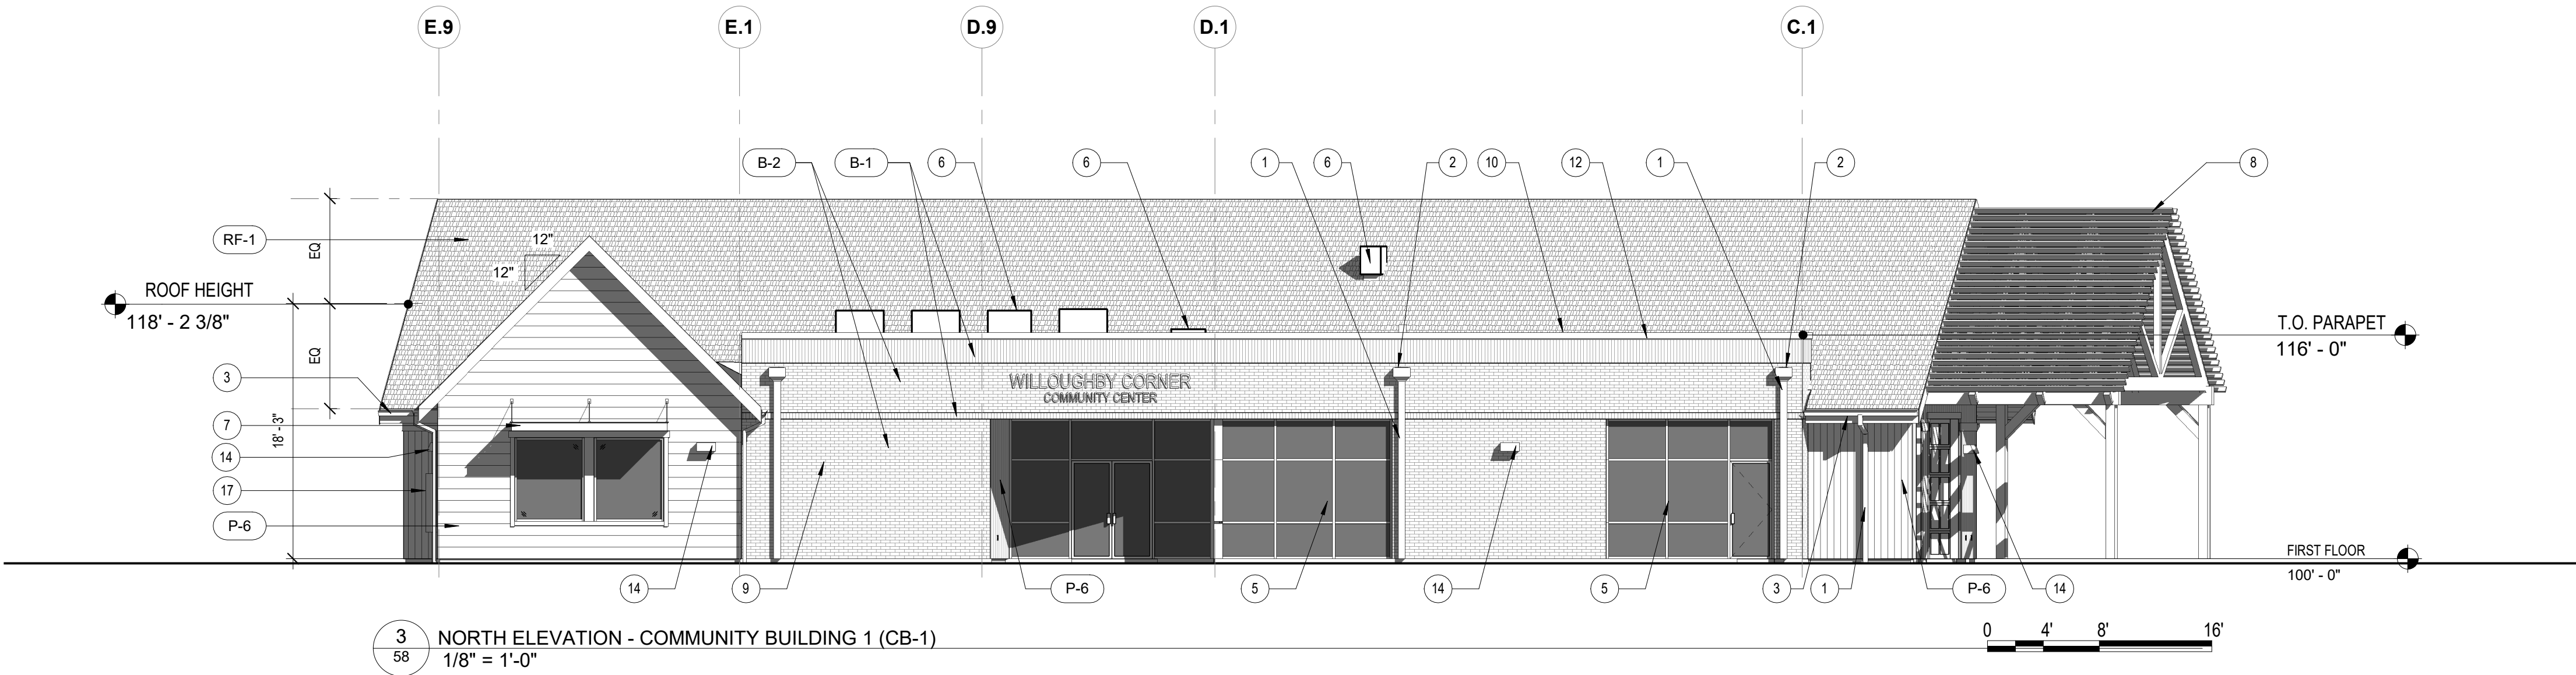 E.9
E.1
D.9
D.1
C.1
B-2
B-1
6
6
1
6
2
10
12
1
2
8
RF-1
EQ
12"
12"
ROOF HEIGHT
118' - 2 3/8"
T.O. PARAPET
116' - 0"
EQ
3
WILLOUGHBY CORNER
COMMUNITY CENTER
7
18' - 3"
14
17
P-6
FIRST FLOOR
100' - 0"
14
9
P-6
5
14
5
3
1
P-6
14
3
58
NORTH ELEVATION - COMMUNITY BUILDING 1 (CB-1)
1/8" = 1'-0"
0
4'
8'
16'